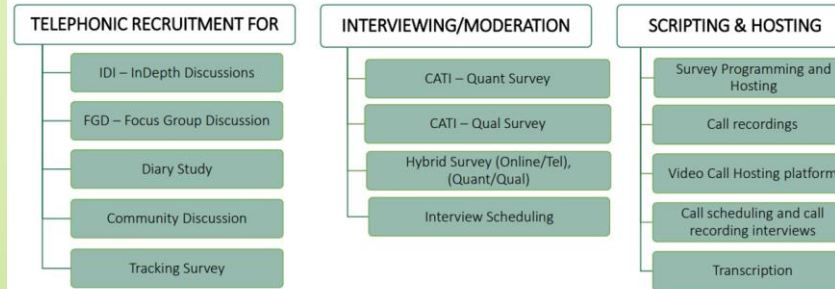 TELEPHONIC RECRUITMENT FOR
IDI – InDepth Discussions
FGD – Focus Group Discussion
Diary Study
Community Discussion
Tracking Survey
INTERVIEWING/MODERATION
CATI – Quant Survey
CATI – Qual Survey
Hybrid Survey (Online/Tel),
(Quant/Qual)
Interview Scheduling
SCRIPTING & HOSTING
Survey Programming and
Hosting
Call recordings
Video Call Hosting platform
Call scheduling and call
recording interviews
Transcription